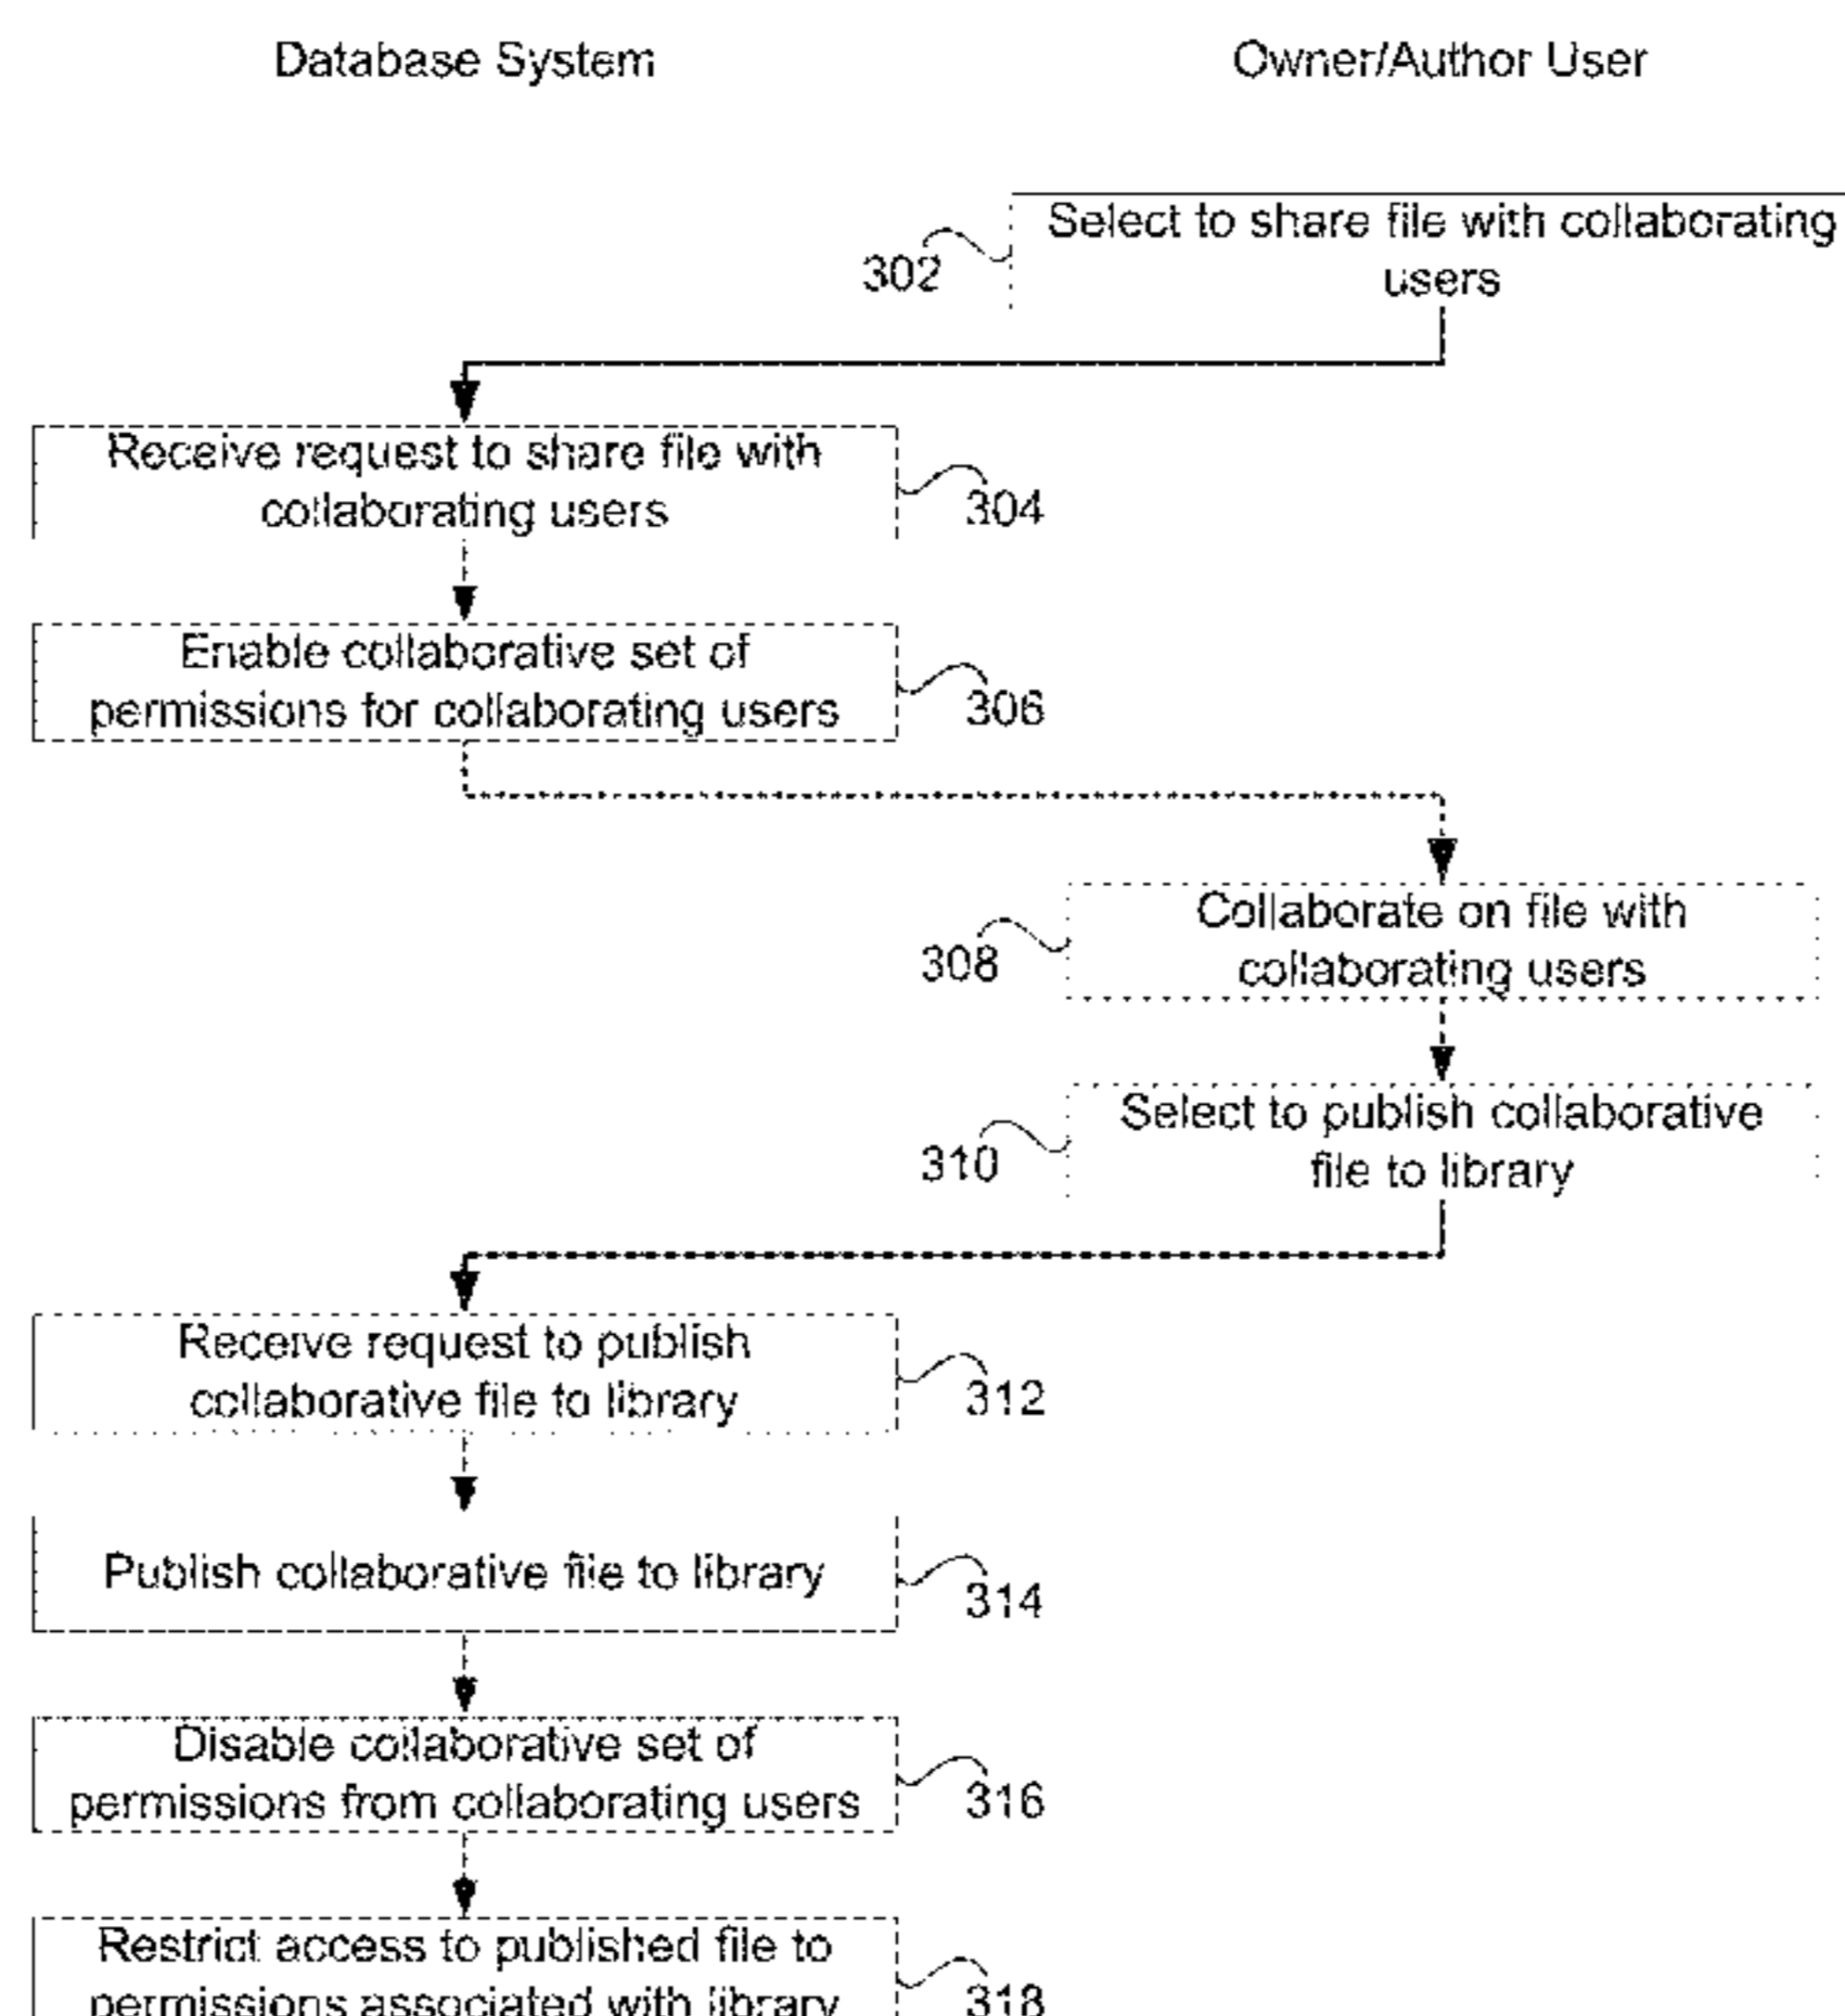 Database System
Owner/Author User
Select to share file with collaborating
users
302
Receive request to share file with
collaborating users
304
Enable collaborative set of
permissions for collaborating users
306
Collaborate on file with
collaborating users
308
Select to publish collaborative
file to library
310
Receive request to publish
collaborative file to library
312
Publish collaborative file to library
314
Disable collaborative set of
permissions from collaborating users
316
Restrict access to published file to
permissions associated with library
318